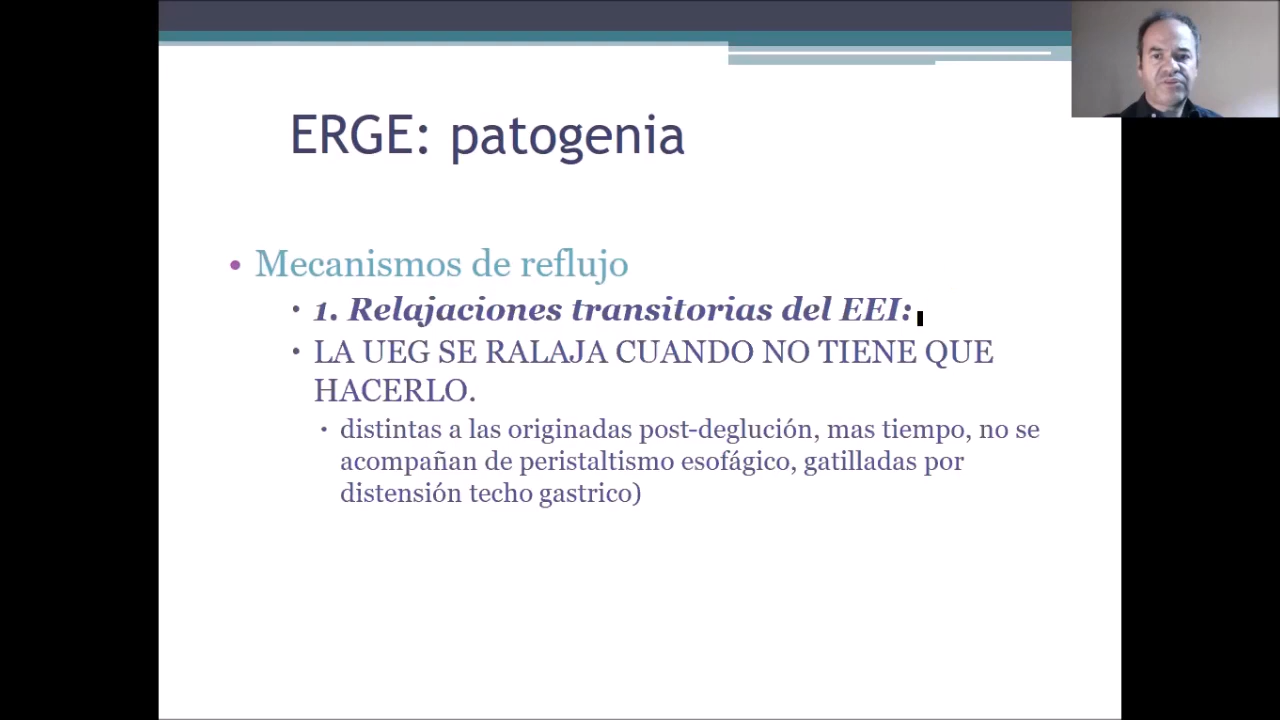 ERGE: patogenia
• Mecanismos de reflujo
• 1. Relajaciones transitorias del EEI:
• LA UEG SE RALAJA CUANDO NO TIENE QUE
HACERLO.
• distintas a las originadas post-deglución, mas tiempo, no se
acompañan de peristaltismo esofágico, gatilladas por
distensión techo gastrico)